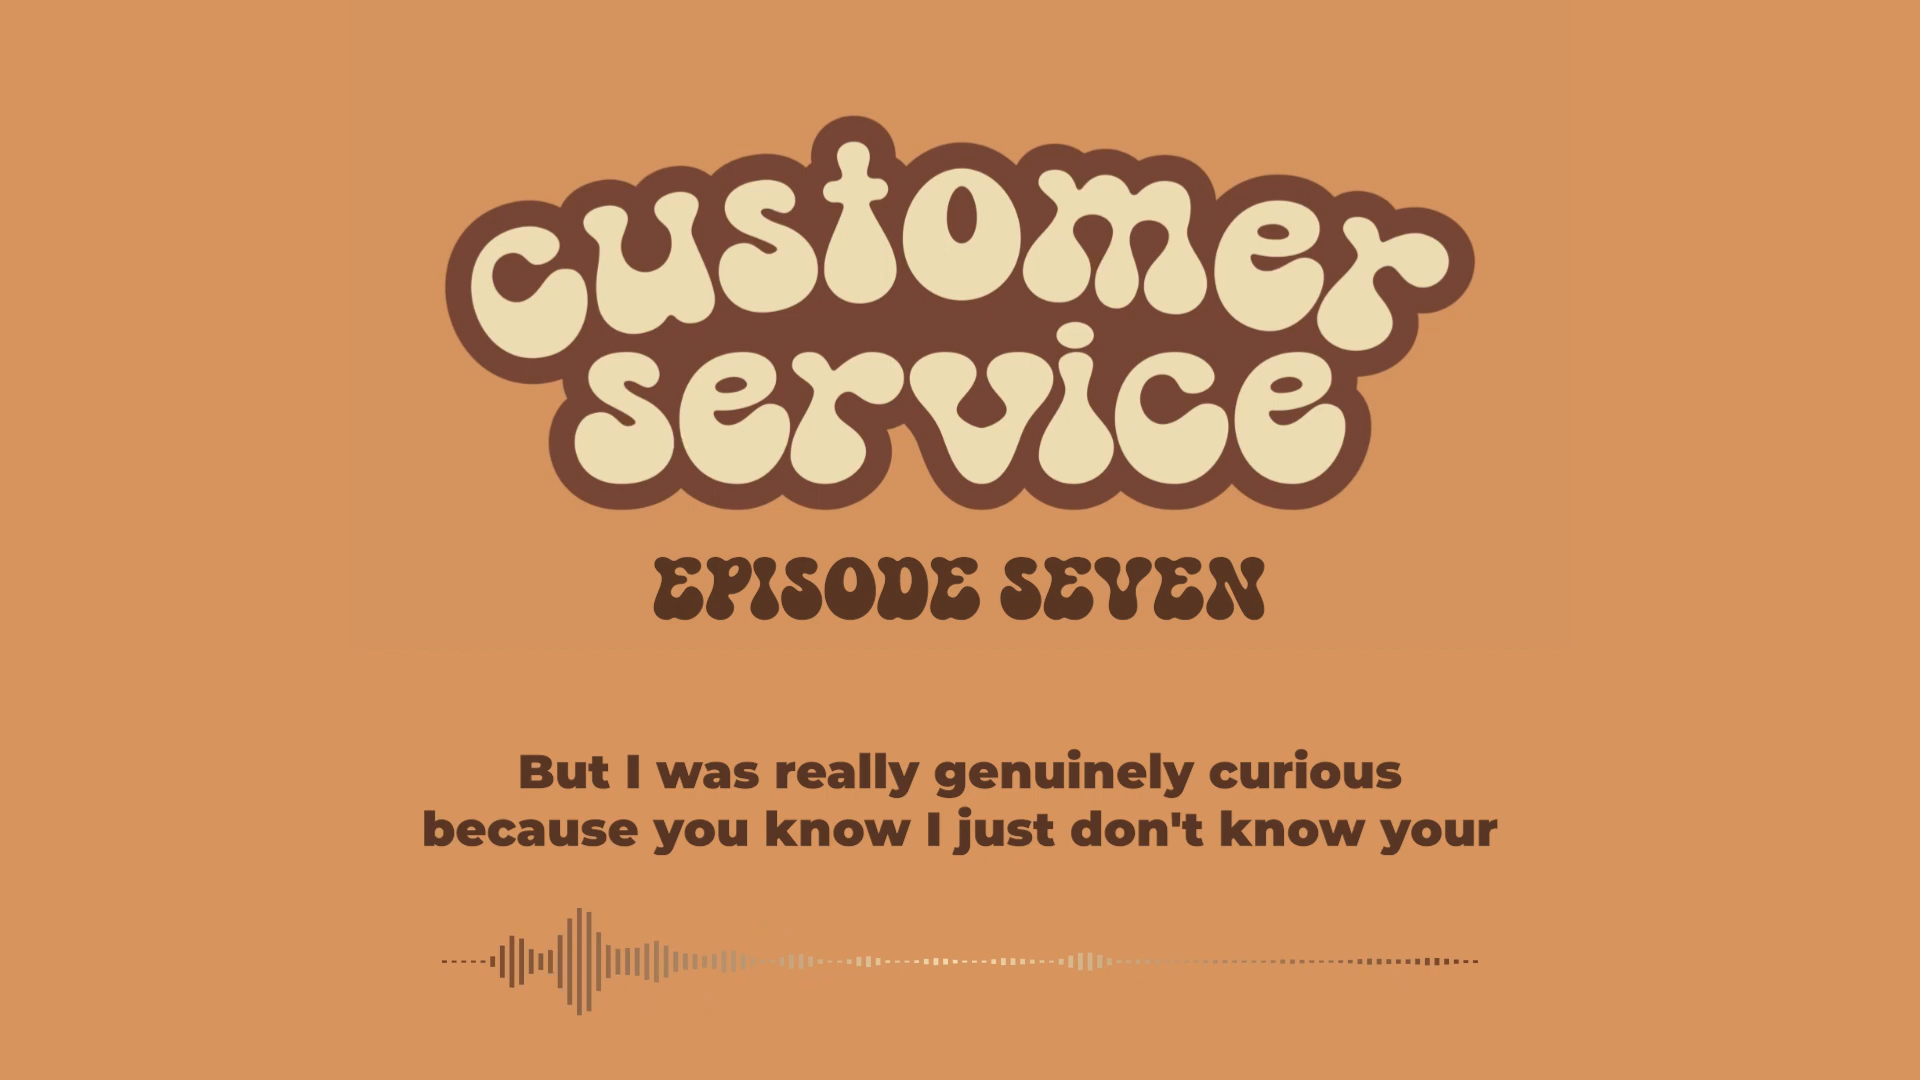 customer
service
EPISODE SEVEN
But I was really genuinely curious
because you know I just don't know your